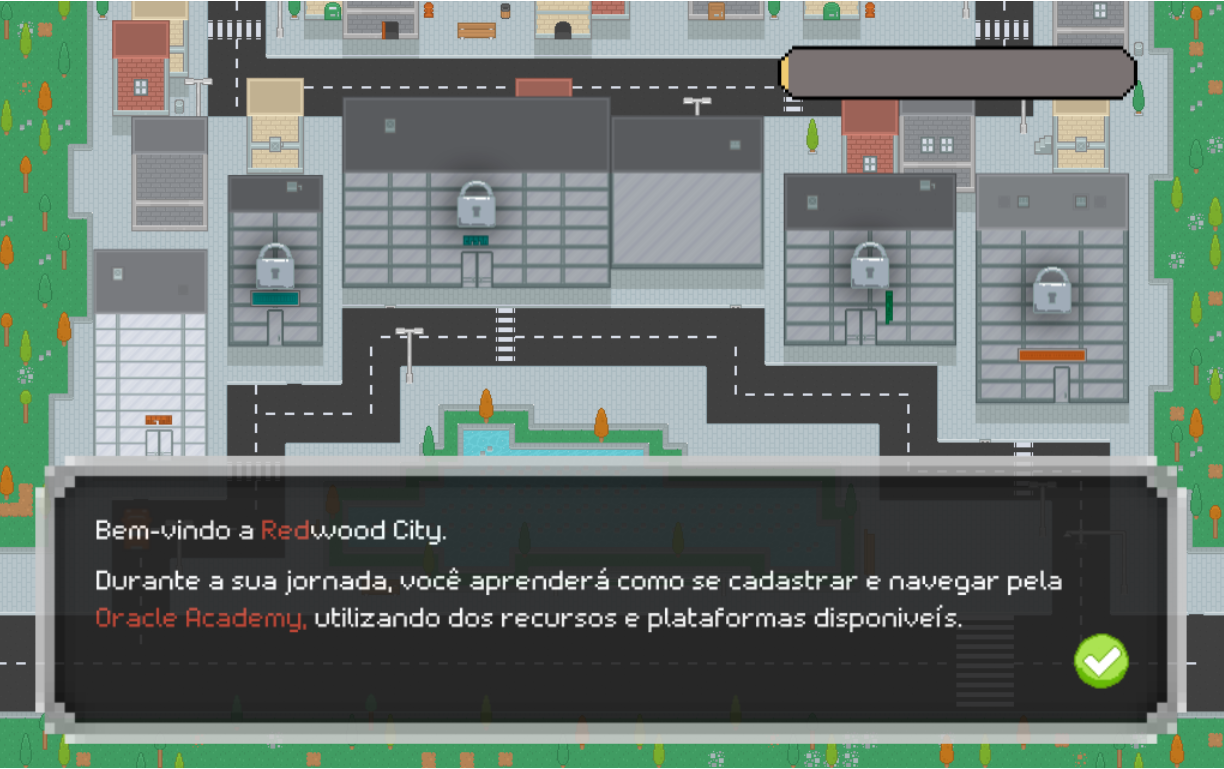 Bem-vindo a Redwood City.
Durante a sua jornada, você aprenderá como se cadastrar e navegar pela
Oracle Academy, utilizando dos recursos e plataformas disponiveís.